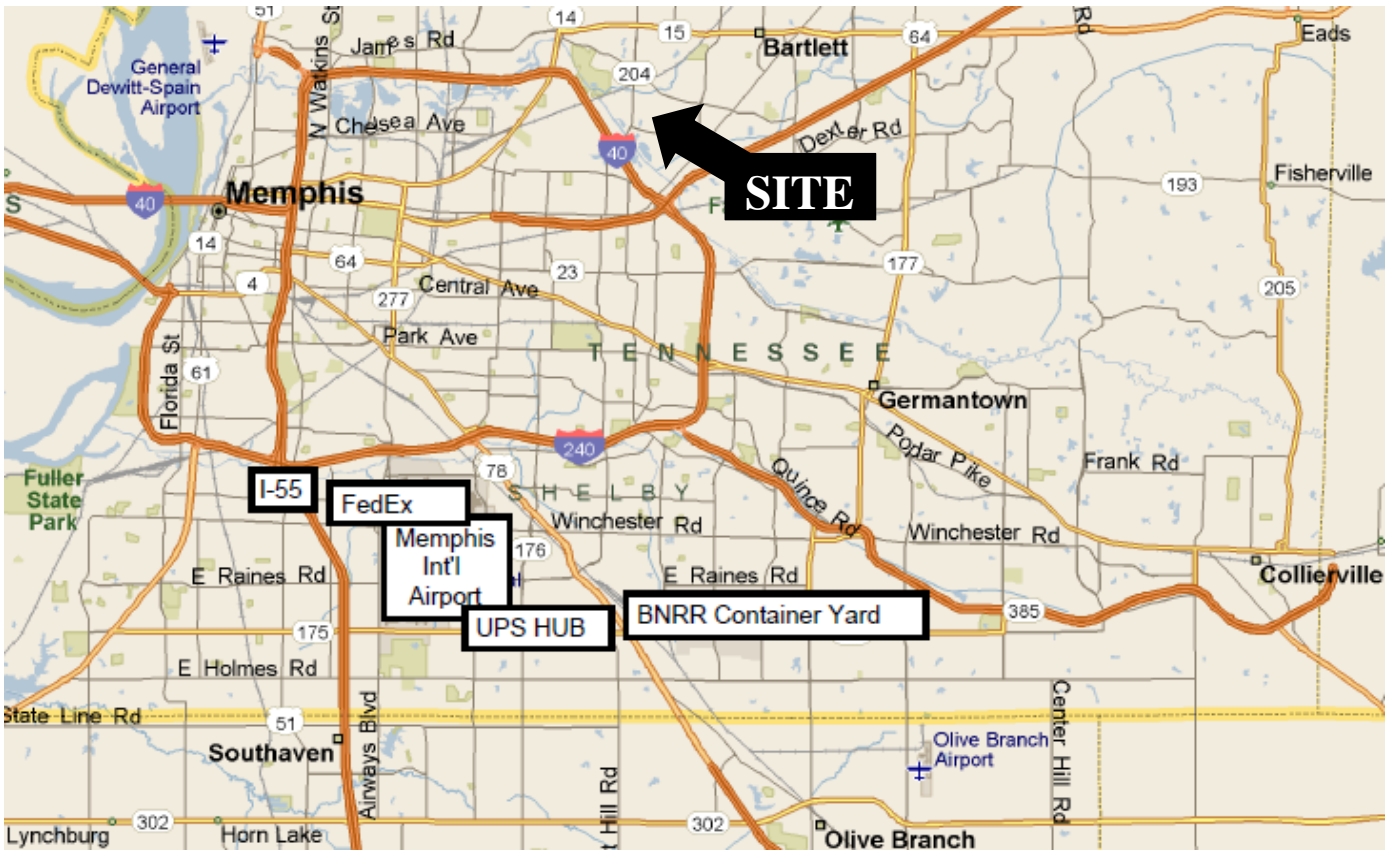 51
14
15
64
Rd
Eads
James Rd
Bartlett
General
Dewitt-Spain
Airport
N Watkins St
204
Chelsea Ave
Dexter Rd
40
SITE
193
Fisherville
40
Memphis
S
F
14
64
23
177
4
Central Ave
205
277
Park Ave
TENNESSEE
Florida St
61
Germantown
240
Poplar Pike
Frank Rd
78
Quince Rd
Fuller
State
Park
I-55
FedEx
SHELBY
Winchester Rd
Winchester Rd
Memphis
Int'l
Airport
176
E Raines Rd
E Raines Rd
Collierville
BNRR Container Yard
385
UPS HUB
175
E Holmes Rd
State Line Rd
51
Southaven
Airways Blvd
Center Hill Rd
Olive Branch
Airport
t Hill Rd
302
302
Lynchburg
Horn Lake
Olive Branch